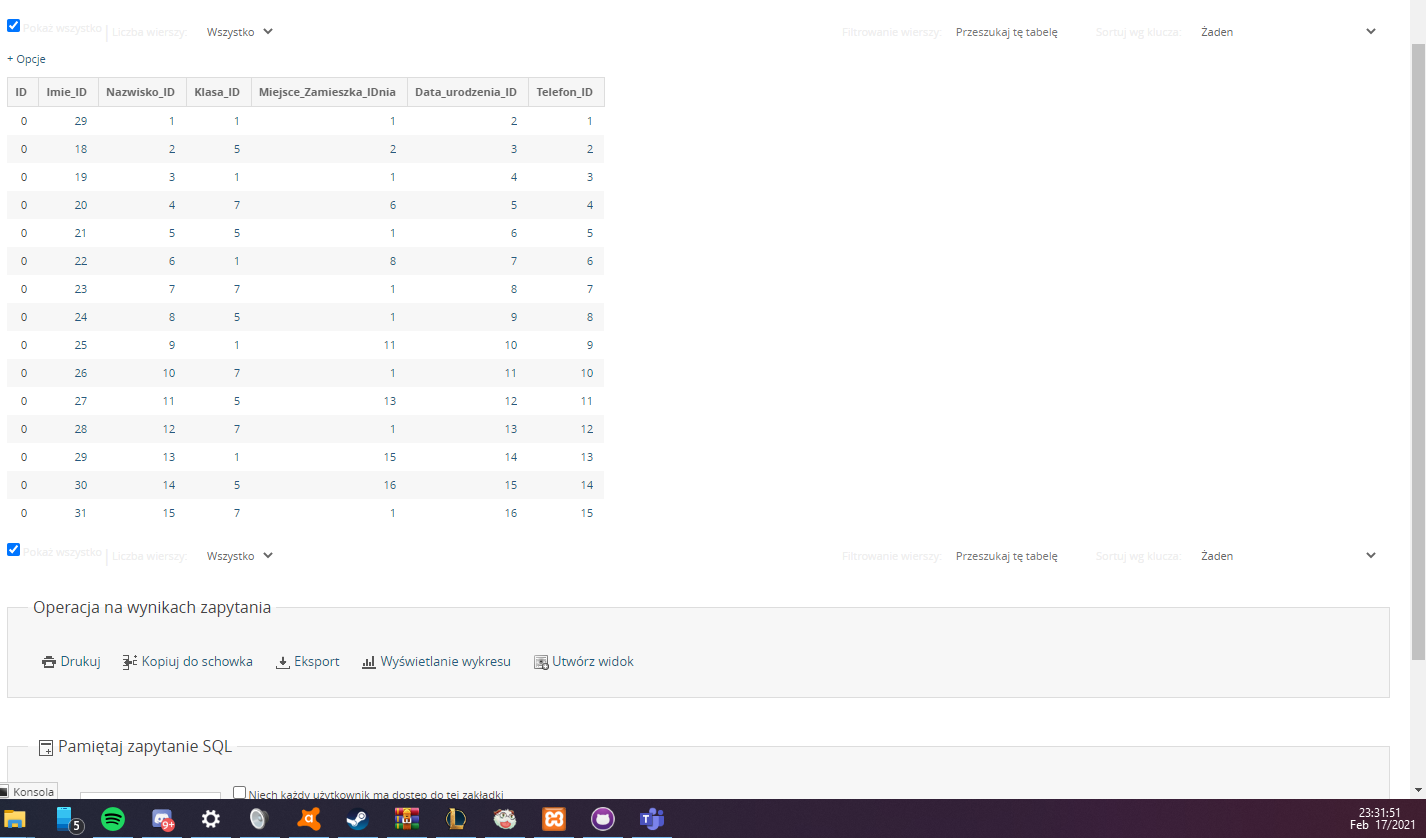 Pokaż wszystko Liczba wierszy: Wszystko Filtrowanie wierszy: Przeszukaj tę tabelę Sortuj wg klucza: Żaden
+ Opcje
ID Imie_ID Nazwisko_ID Klasa_ID Miejsce_Zamieszka_IDnia Data_urodzenia_ID Telefon_ID
0 29 1 1 1 2 1
0 18 2 5 2 3 2
0 19 3 1 1 4 3
0 20 4 7 6 5 4
0 21 5 5 1 6 5
0 22 6 1 8 7 6
0 23 7 7 1 8 7
0 24 8 5 1 9 8
0 25 9 1 11 10 9
0 26 10 7 1 11 10
0 27 11 5 13 12 11
0 28 12 7 1 13 12
0 29 13 1 15 14 13
0 30 14 5 16 15 14
0 31 15 7 1 16 15
Pokaż wszystko Liczba wierszy: Wszystko Filtrowanie wierszy: Przeszukaj tę tabelę Sortuj wg klucza: Żaden
Operacja na wynikach zapytania
Drukuj Kopiuj do schowka Eksport Wyświetlanie wykresu Utwórz widok
Pamiętaj zapytanie SQL
Konsola Niech każdy użytkownik ma dostęp do tej zakładki
5 9+ 23:31:51
Feb 17/2021